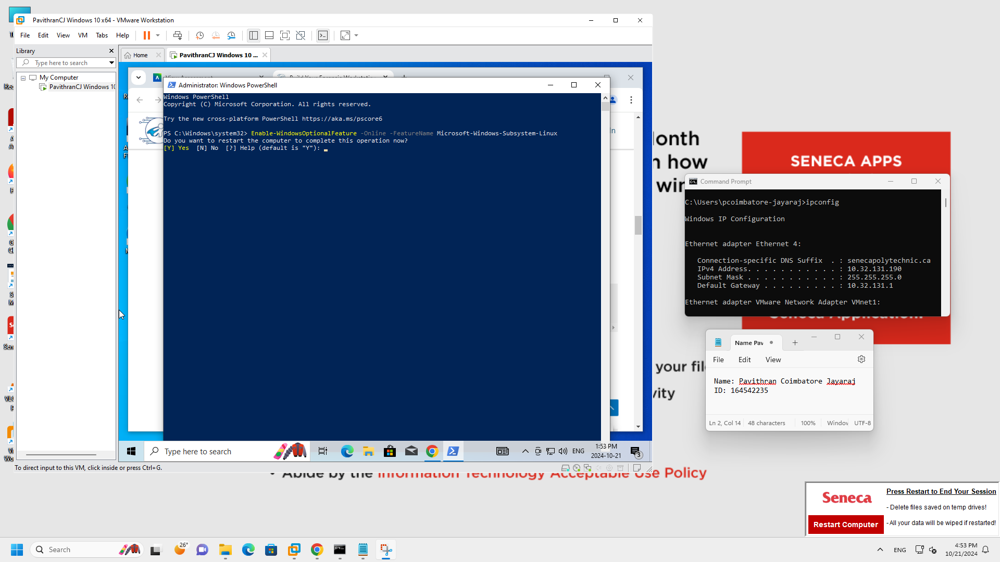 PavithranCJ Windows 10 x64 - VMware Workstation
File Edit View VM Tabs Help
Library
Type here to search
My Computer
PavithranCJ Windows 10
Home
PavithranCJ Windows 10 ...
Administrator: Windows PowerShell
Windows PowerShell
Copyright (C) Microsoft Corporation. All rights reserved.
Try the new cross-platform PowerShell https://aka.ms/pscore6
PS C:\Windows\system32> Enable-WindowsOptionalFeature -Online -FeatureName Microsoft-Windows-Subsystem-Linux
Do you want to restart the computer to complete this operation now?
[Y] Yes  [N] No  [?] Help (default is "Y"):
Type here to search
ENG
1:53 PM
2024-10-21
3
To direct input to this VM, click inside or press Ctrl+G.
how
SENECA APPS
Command Prompt
C:\Users\pcoimbatore-jayaraj>ipconfig
Windows IP Configuration
Ethernet adapter Ethernet 4:
Connection-specific DNS Suffix  . : senecapolytechnic.ca
IPv4 Address. . . . . . . . . . . : 10.32.131.190
Subnet Mask . . . . . . . . . . . : 255.255.255.0
Default Gateway . . . . . . . . . : 10.32.131.1
Ethernet adapter VMware Network Adapter VMnet1:
Name Pav
File Edit View
Name: Pavithran Coimbatore Jayaraj
ID: 164542235
Ln 2, Col 14 48 characters 100% Window UTF-8
your
• Abide by the Information Technology Acceptable Use Policy
Seneca
Press Restart to End Your Session
- Delete files saved on temp drives!
- All your data will be wiped if restarted!
Restart Computer
Search
26°
ENG
4:53 PM
10/21/2024